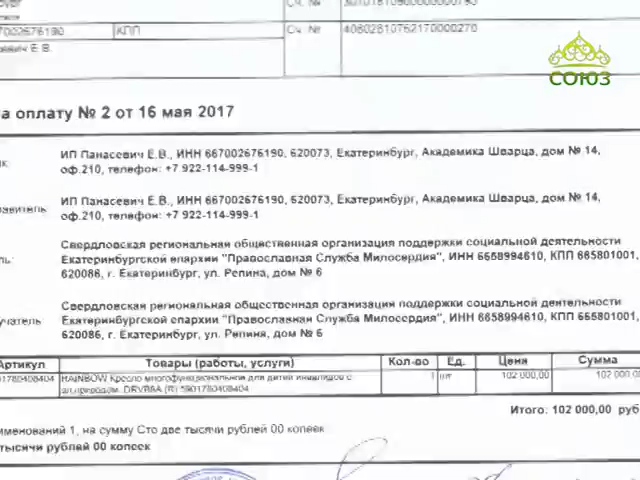 Сч. №
7002676190 КПП Сч. № 40802810762170000270
СОЮЗ
а оплату № 2 от 16 мая 2017
ИП Панасевич Е.В., ИНН 667002676190, 620073, Екатеринбург, Академика Шварца, дом № 14,
оф.210, телефон: +7 922-114-999-1
ИП Панасевич Е.В., ИНН 667002676190, 620073, Екатеринбург, Академика Шварца, дом № 14,
оф.210, телефон: +7 922-114-999-1
Свердловская региональная общественная организация поддержки социальной деятельности
Екатеринбургской епархии "Православная Служба Милосердия", ИНН 6658994610, КПП 665801001,
620086, г. Екатеринбург, ул. Репина, дом № 6
Свердловская региональная общественная организация поддержки социальной деятельности
Екатеринбургской епархии "Православная Служба Милосердия", ИНН 6658994610, КПП 665801001,
620086, г. Екатеринбург, ул. Репина, дом № 6
Артикул Товары (работы, услуги) Кол-во Ед. Цена Сумма
RAINBOW Кресло многофункциональное для детей инвалидов с 1 шт 102 000,00 102 000,00
Итого: 102 000,00 руб
именований 1, на сумму Сто две тысячи рублей 00 копеек
тысячи рублей 00 копеек